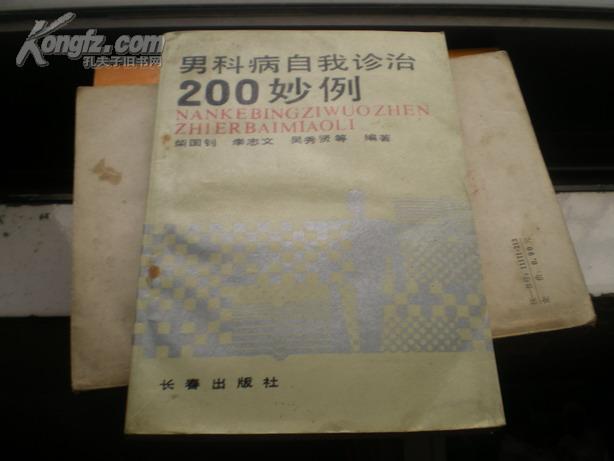 Kongfz.com
孔夫子旧书网
男科病自我诊治
200妙例
NANKEBINGZIWUOZHEN
ZHIERBAIMIAOLI
柴国钊 李志文 吴秀贤等 编著
长春出版社